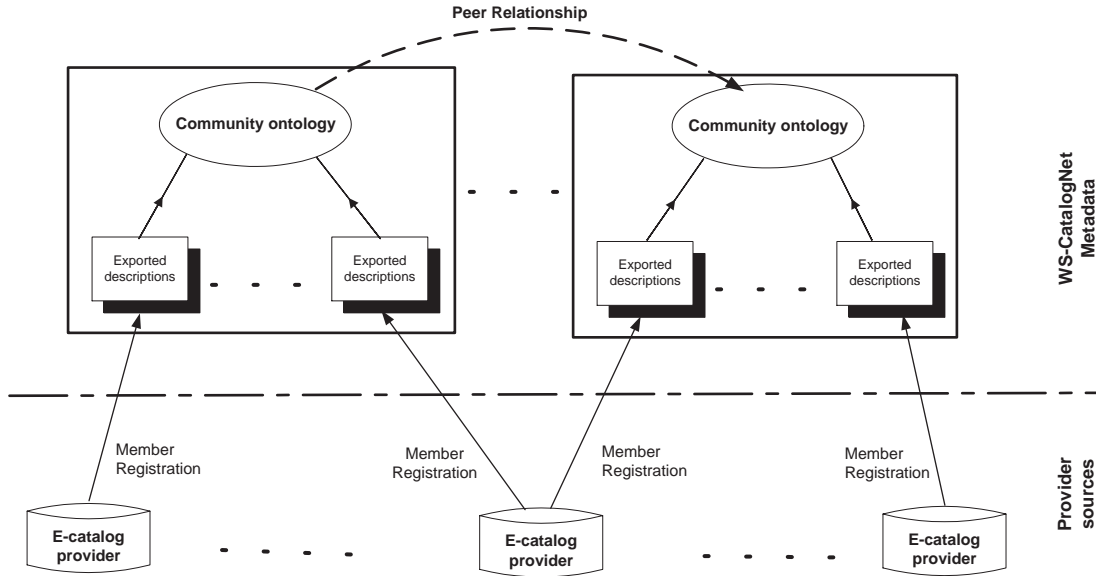 Peer Relationship
Community ontology
Community ontology
Exported
descriptions
Exported
descriptions
Exported
descriptions
Exported
descriptions
WS-CatalogNet
Metadata
Member
Registration
Member
Registration
Member
Registration
Member
Registration
E-catalog
provider
E-catalog
provider
E-catalog
provider
Provider
sources